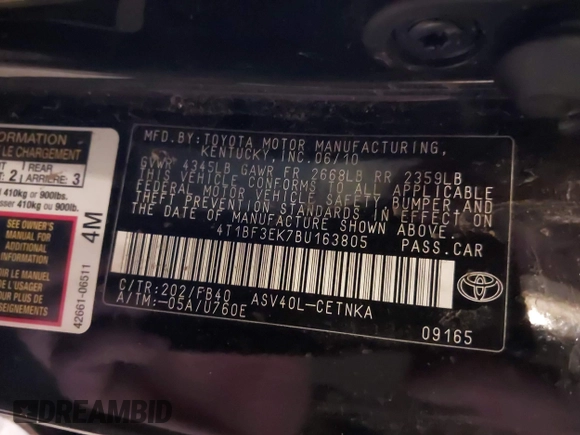 MFD.BY:TOYOTA MOTOR MANUFACTURING,
KENTUCKY, INC.06/10
GVWR 4345LB GAWR FR 2668LB RR 2359LB
THIS VEHICLE CONFORMS TO ALL APPLICABLE
FEDERAL MOTOR VEHICLE SAFETY BUMPER AND
THEFT PREVENTION STANDARDS IN EFFECT ON
THE DATE OF MANUFACTURE SHOWN ABOVE.
4T1BF3EK7BU163805 PASS.CAR
C/TR:202/FB40 ASV40L-CETNKA
A/TM:-05A/U760E
09165
TOYOTA
ORMATION
LE CHARGEMENT
REAR
2 ARRIÈRE: 3
410kg or 900lbs.
410kg ou 900lb.
SEE OWNER'S
MANUAL FOR
ADDITIONAL
INFORMATION
VOIR LE MANUEL
DE L'USAGER
POUR PLUS DE
RENSEIGNEMENTS
4M
42661-06511
DREAMBID